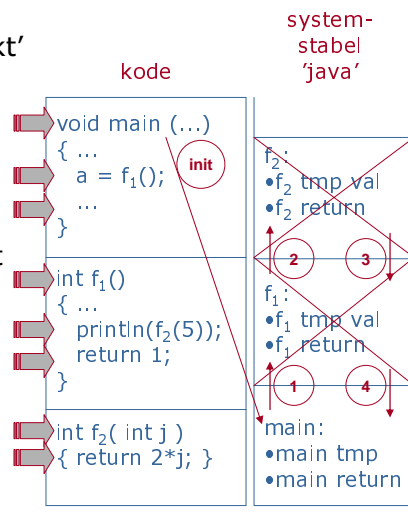 kt’
kode
system-
stabel
’java’
void main (...)
{ ...
a = f₁();
...
}
init
t
int f₁()
{ ...
println(f₂(5));
return 1;
}
int f₂( int j )
{ return 2*j; }
f₂:
•f₂ tmp val
•f₂ return
2
3
f₁:
•f₁ tmp val
•f₁ return
1
4
main:
•main tmp
•main return